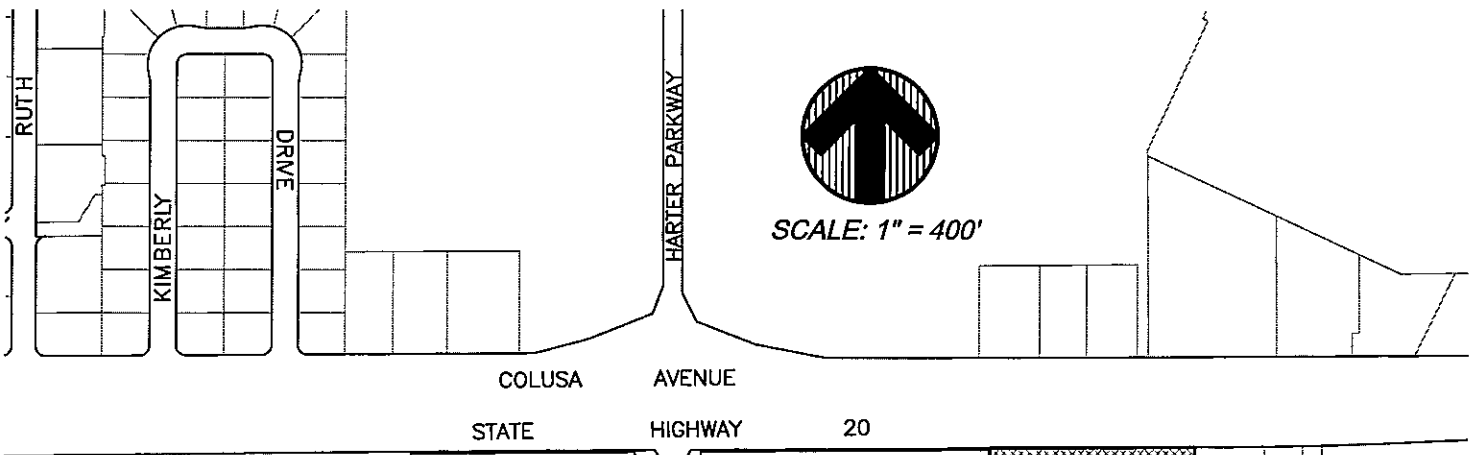 RUTH
KIMBERLY
DRIVE
HARTER PARKWAY
SCALE: 1" = 400'
COLUSA AVENUE
STATE HIGHWAY 20